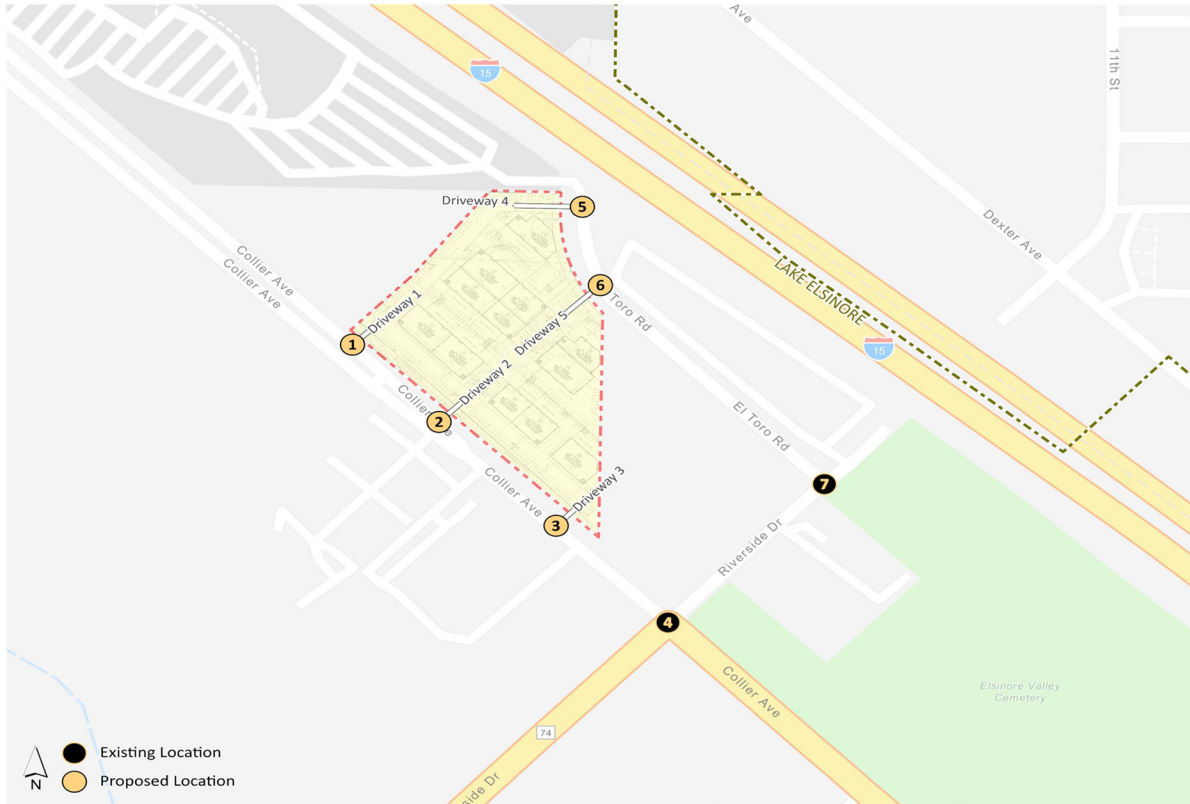 Ave
11th St
15
Driveway 4
5
Dexter Ave
Collier Ave
Collier Ave
LAKE ELSINORE
6
Driveway 1
Toro Rd
Driveway 5
1
15
Driveway 2
Collier Ave
2
El Toro Rd
Collier Ave
Driveway 3
7
3
Riverside Dr
4
Collier Ave
Elsinore Valley
Cemetery
74
Existing Location
Proposed Location
N
side Dr